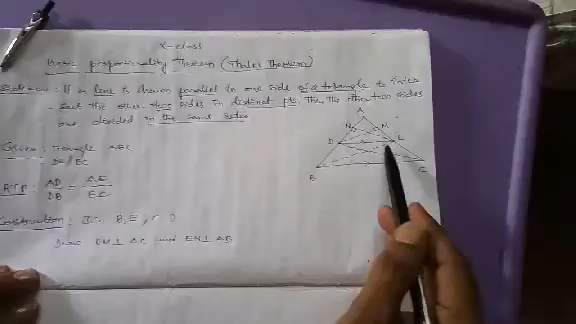 X-class
Basic proportionality Theorem (Thales Theorem)
If a line is drawn parallel to one side of a triangle to inter
-sect the other two sides in distinct pts, then the other two sides
are divided in the same ratio
Given: Triangle ABC
DE//BC
RTP: AD/DB = AE/EC
Construction: Join B, E, C D
Draw DM⊥ AC and EN⊥ AB
A
N M
D E
B C